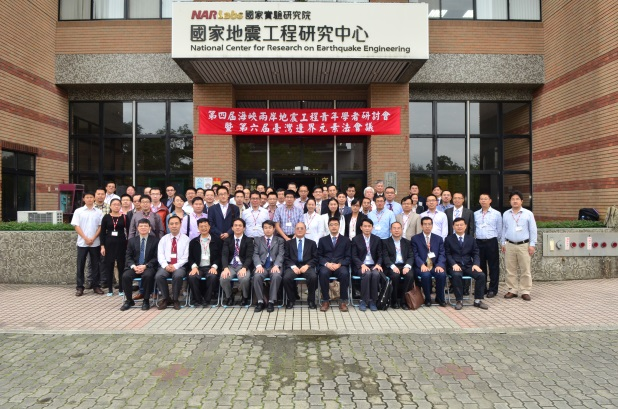 NARLabs 國家實驗研究院
國家地震工程研究中心
National Center for Research on Earthquake Engineering
第四屆海峽兩岸地震工程青年學者研討會
暨第六屆臺灣邊界元素法會議